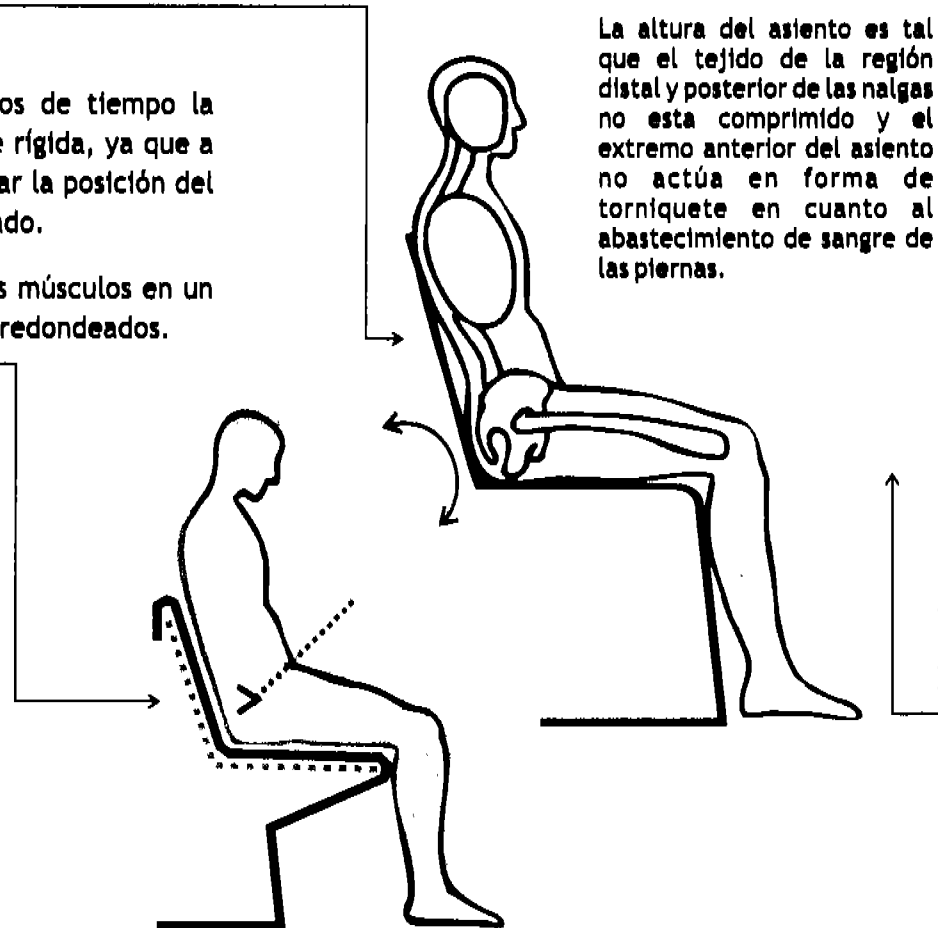 os de tiempo la
e rígida, ya que a
ar la posición del
ado.
s músculos en un
redondeados.
La altura del asiento es tal
que el tejido de la región
distal y posterior de las nalgas
no esta comprimido y el
extremo anterior del asiento
no actúa en forma de
torniquete en cuanto al
abastecimiento de sangre de
las piernas.